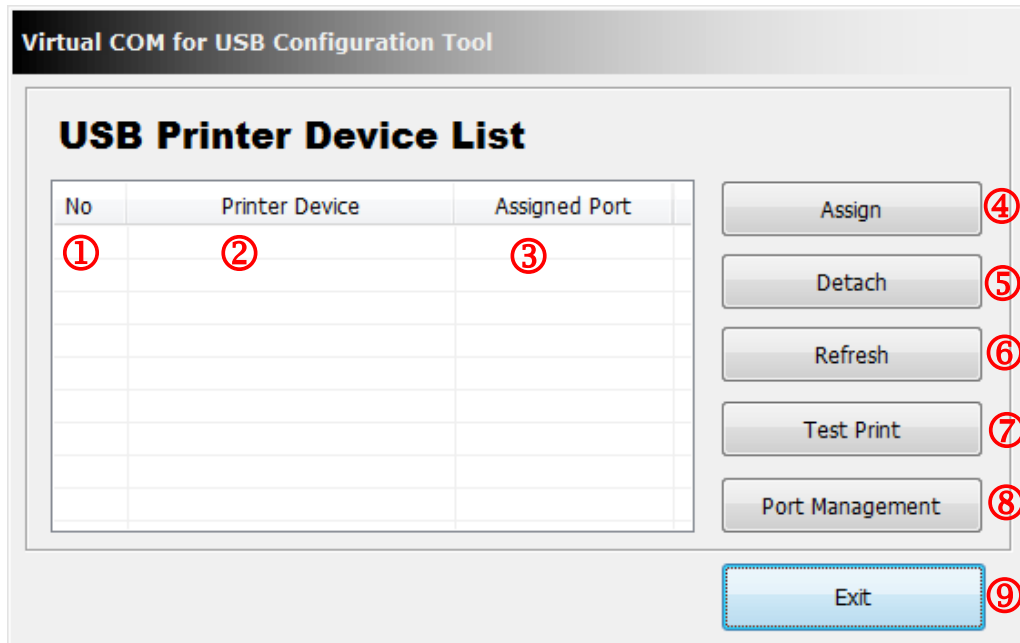 Virtual COM for USB Configuration Tool
USB Printer Device List
No Printer Device Assigned Port
① ② ③
Assign ④
Detach ⑤
Refresh ⑥
Test Print ⑦
Port Management ⑧
Exit ⑨